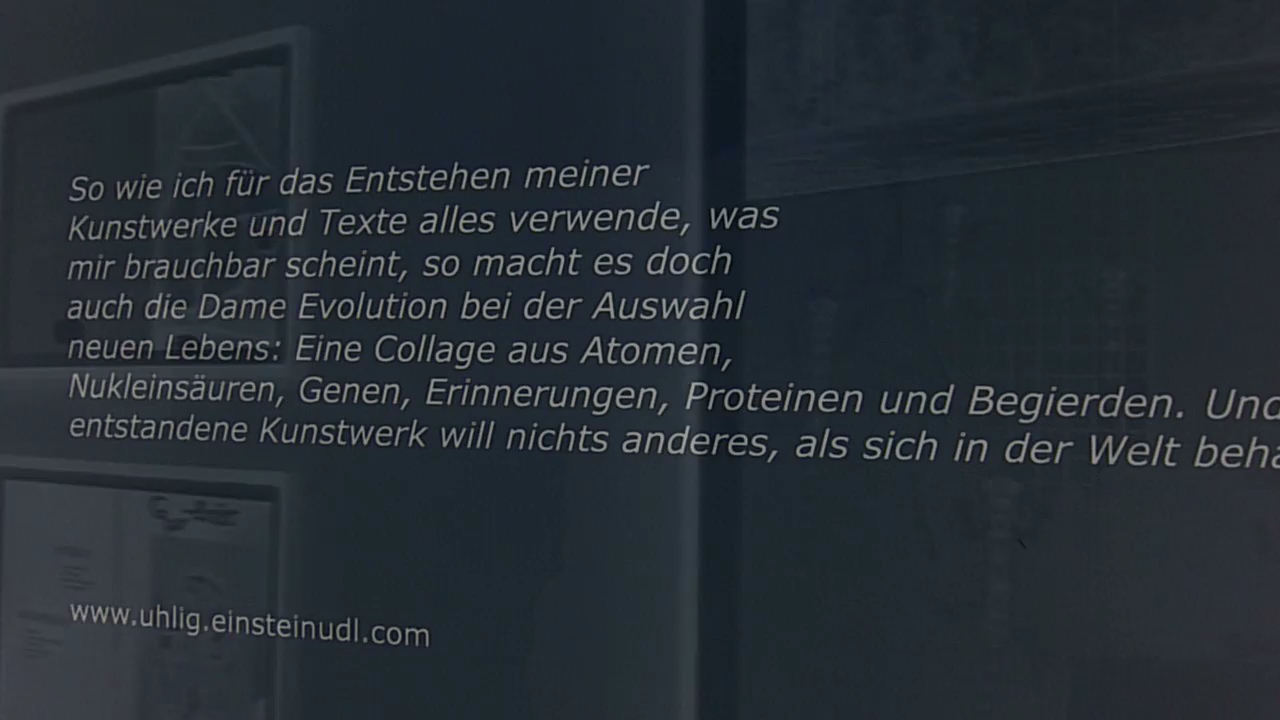 So wie ich für das Entstehen meiner
Kunstwerke und Texte alles verwende, was
mir brauchbar scheint, so macht es doch
auch die Dame Evolution bei der Auswahl
neuen Lebens: Eine Collage aus Atomen,
Nukleinsäuren, Genen, Erinnerungen, Proteinen und Begierden.
entstandene Kunstwerk will nichts anderes, als sich in der Welt
www.uhlig.einsteinudl.com